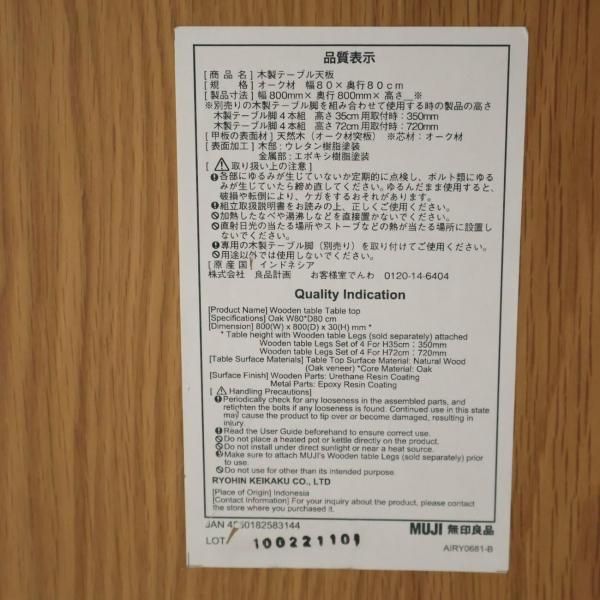 品質表示
[ 商 品 名 ] 木製テーブル天板
[ 規　　格 ] オーク材　幅８０×奥行８０ｃｍ
[ 製品寸法 ] 幅800mm× 奥行 800mm× 高さ＿※
※別売りの木製テーブル脚を組み合わせて使用する時の製品の高さ
木製テーブル脚４本組　高さ 35cm 用取付時：350mm
木製テーブル脚４本組　高さ 72cm 用取付時：720mm
[ 甲板の表面材 ] 天然木（オーク材突板）　※芯材：オーク材
[ 表面加工 ] 木部：ウレタン樹脂塗装
金属部：エポキシ樹脂塗装
[ ⚠ 取り扱い上の注意 ]
各部にゆるみが生じていないか定期的に点検し、ボルト類にゆる
みが生じていたら締め直してください。ゆるんだまま使用すると、
破損や転倒により、ケガをするおそれがあります。
組立取扱説明書をお読みの上、正しくご使用ください。
加熱したなべや湯沸しなどを直接置かないでください。
直射日光の当たる場所やストーブなどの熱が当たる場所に設置し
ないでください。
専用の木製テーブル脚（別売り）を取り付けてご使用ください。
用途以外では使用しないでください。
[ 原 産 国 ] インドネシア
株式会社　良品計画　お客様室でんわ　0120-14-6404
Quality Indication
[Product Name] Wooden table Table top
[Specifications] Oak W80*D80 cm
[Dimension] 800(W) x 800(D) x 30(H) mm *
* Table height with Wooden table Legs (sold separately) attached
Wooden table Legs Set of 4 For H35cm：350mm
Wooden table Legs Set of 4 For H72cm：720mm
[Table Surface Materials] Table Top Surface Material: Natural Wood
(Oak veneer) *Core Material: Oak
[Surface Finish] Wooden Parts: Urethane Resin Coating
Metal Parts: Epoxy Resin Coating
[ ⚠ Handling Precautions]
Periodically check for any looseness in the assembled parts, and
retighten the bolts if any looseness is found. Continued use in this state
may cause the product to tip over or become damaged, resulting in
injury.
Read the User Guide beforehand to ensure correct use.
Do not place a heated pot or kettle directly on the product.
Do not install under direct sunlight or near a heat source.
Make sure to attach MUJI's Wooden table Legs (sold separately) prior
to use.
Do not use for other than its intended purpose.
RYOHIN KEIKAKU CO., LTD
[Place of Origin] Indonesia
[Contact Information] For your inquiry about the product, please contact
the store where you purchased it.
JAN
MUJI 無印良品
LOT 100221101
AIRY0681-B